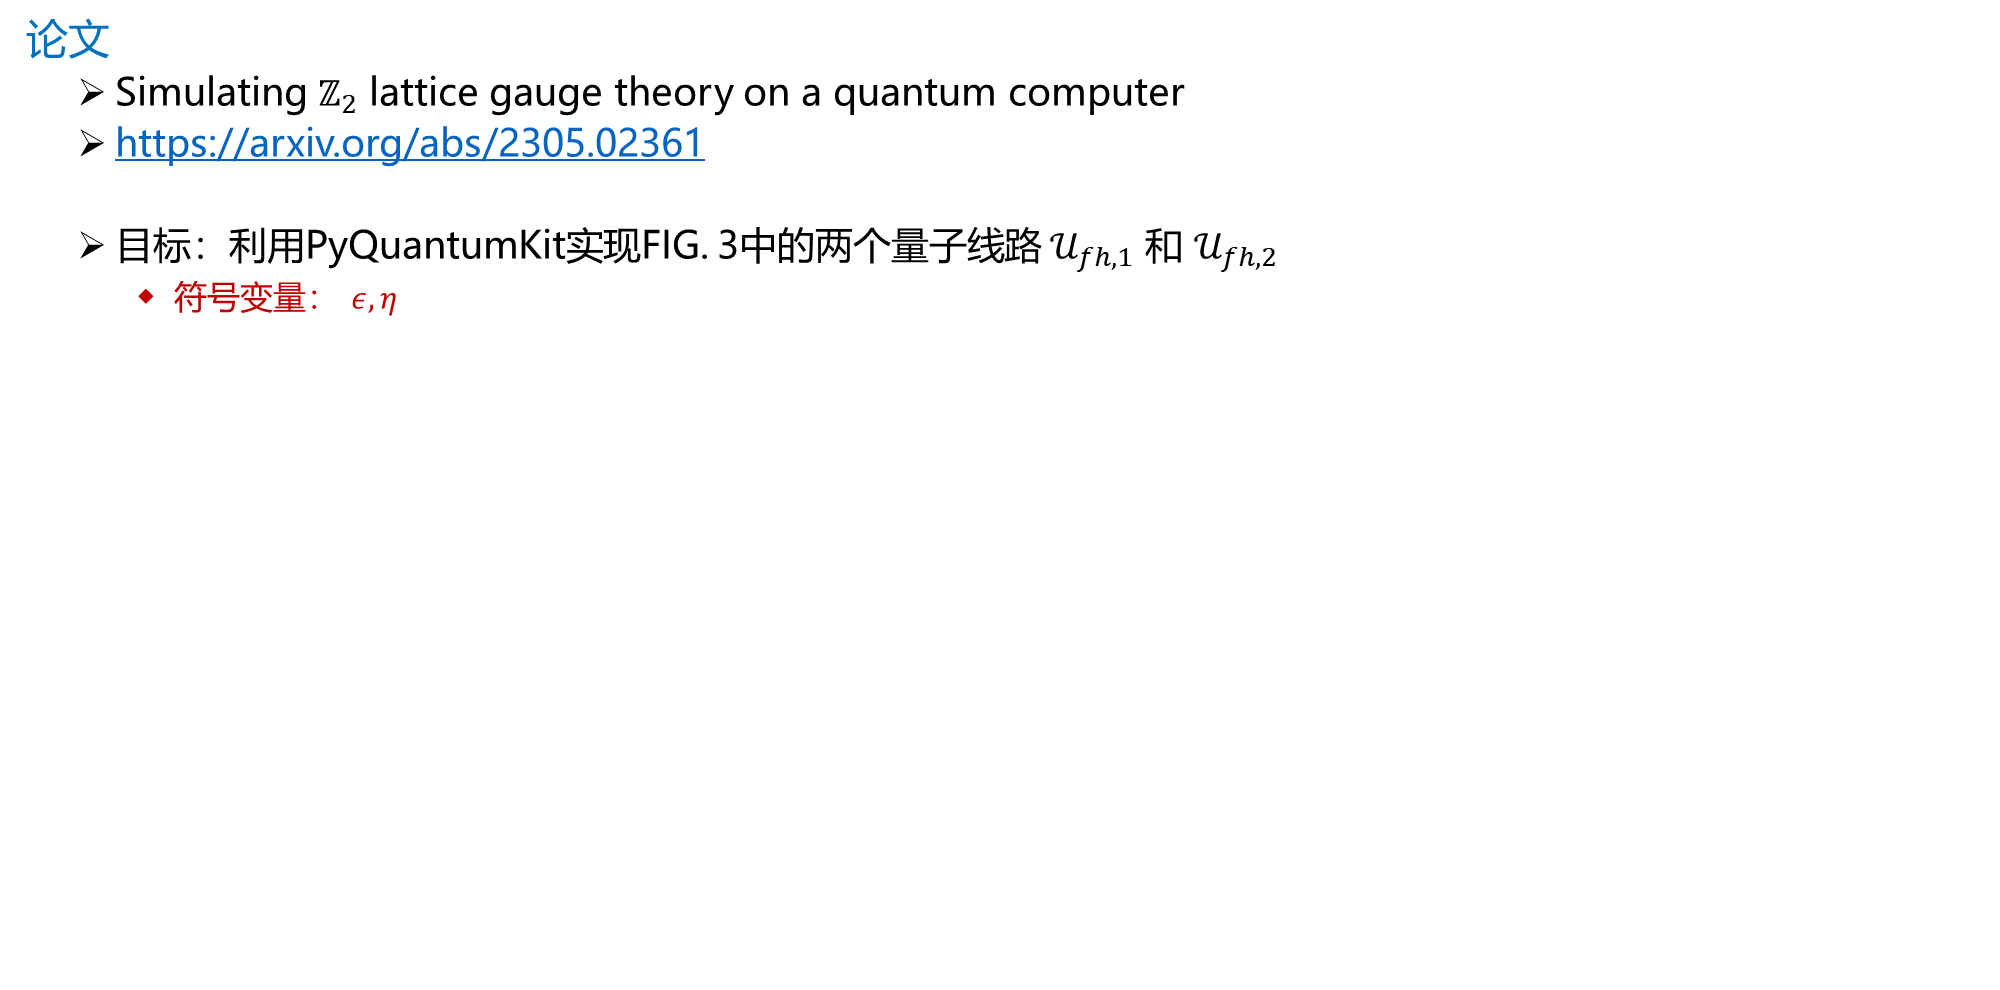 论文
Simulating ℤ₂ lattice gauge theory on a quantum computer
https://arxiv.org/abs/2305.02361
目标：利用PyQuantumKit实现FIG. 3中的两个量子线路 𝒰_{fh,1} 和 𝒰_{fh,2}
符号变量： ϵ, η